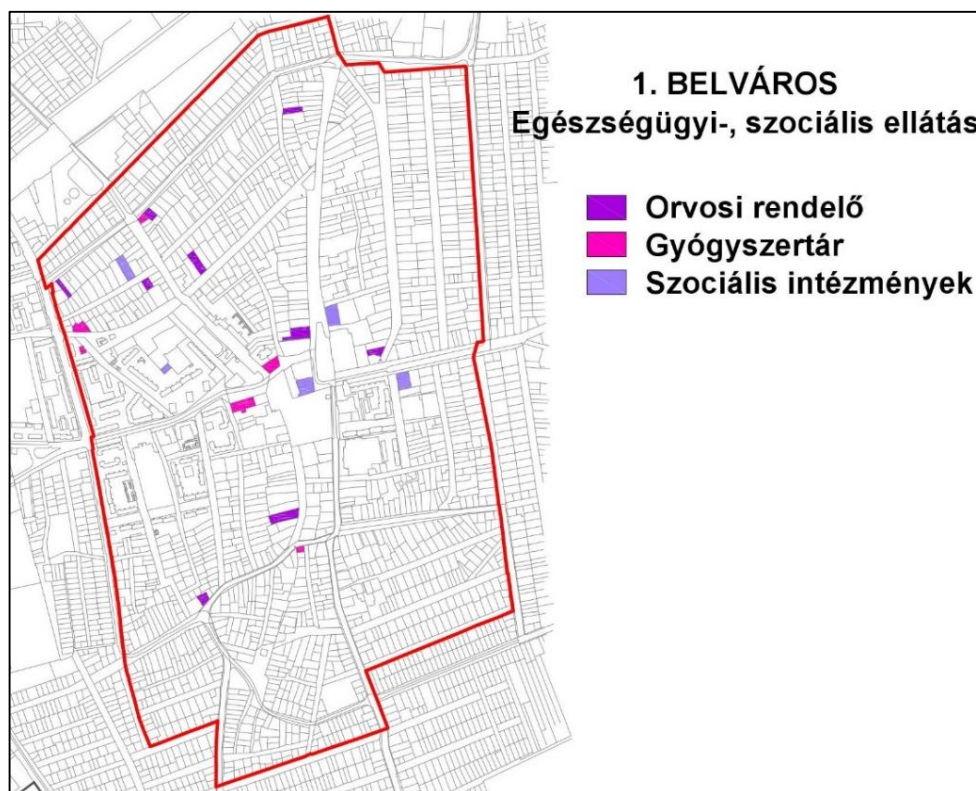 1. BELVÁROS
Egészségügyi-, szociális ellátás
Orvosi rendelő
Gyógyszertár
Szociális intézmények